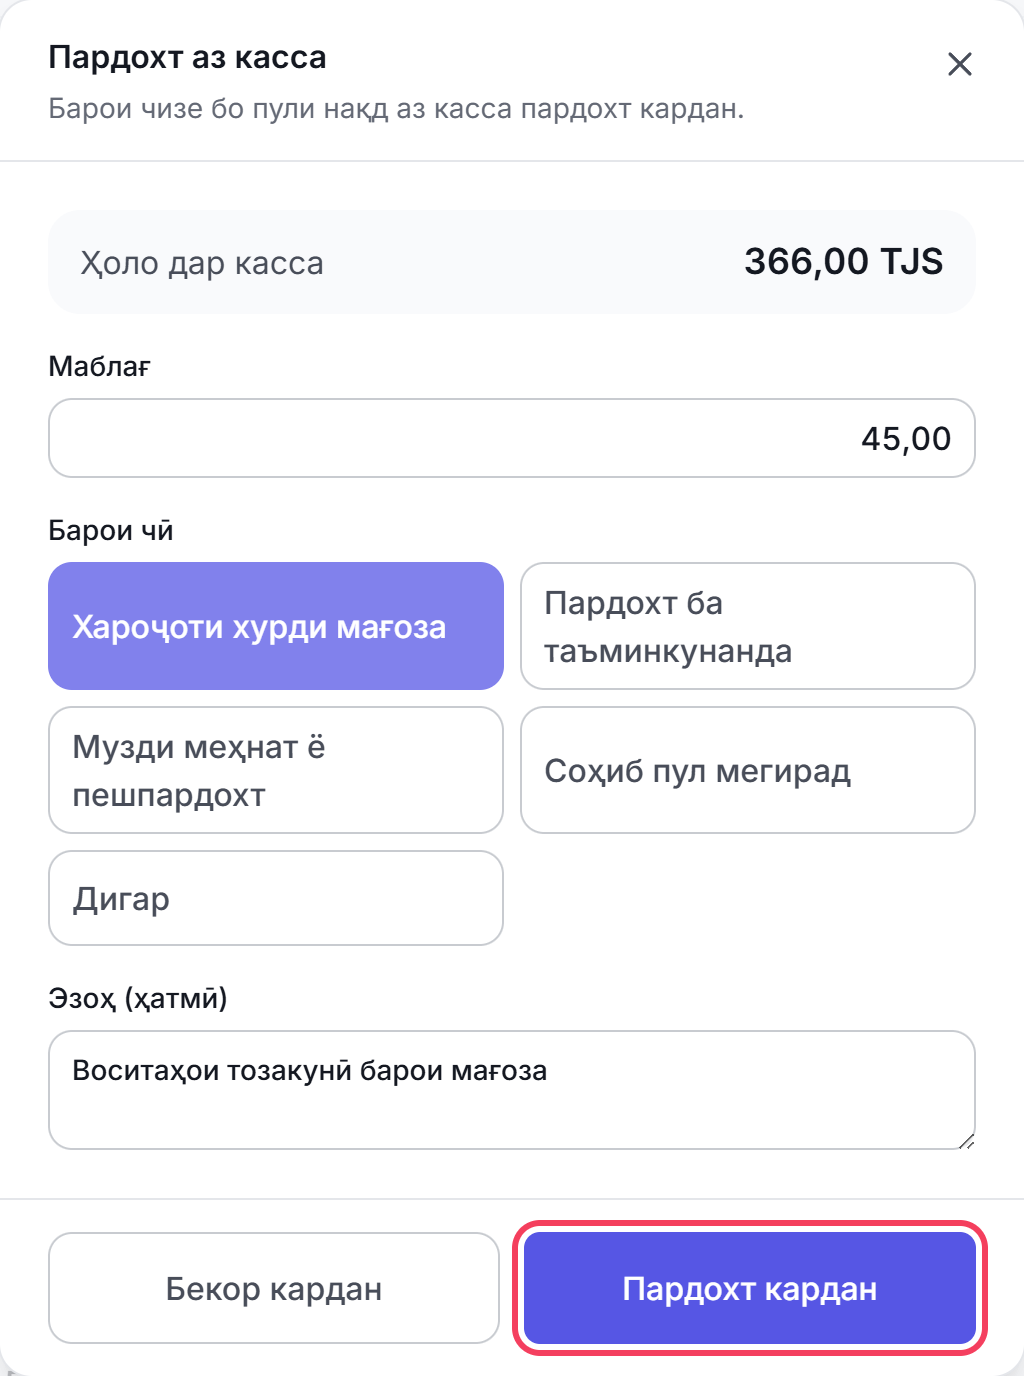 Пардохт аз касса
Барои чизе бо пули нақд аз касса пардохт кардан.
Ҳоло дар касса
366,00 TJS
Маблағ
45,00
Барои чӣ
Хароҷоти хурди мағоза
Пардохт ба
таъминкунанда
Музди меҳнат ё
пешпардохт
Соҳиб пул мегирад
Дигар
Эзоҳ (ҳатмӣ)
Воситаҳои тозакунӣ барои мағоза
Бекор кардан
Пардохт кардан